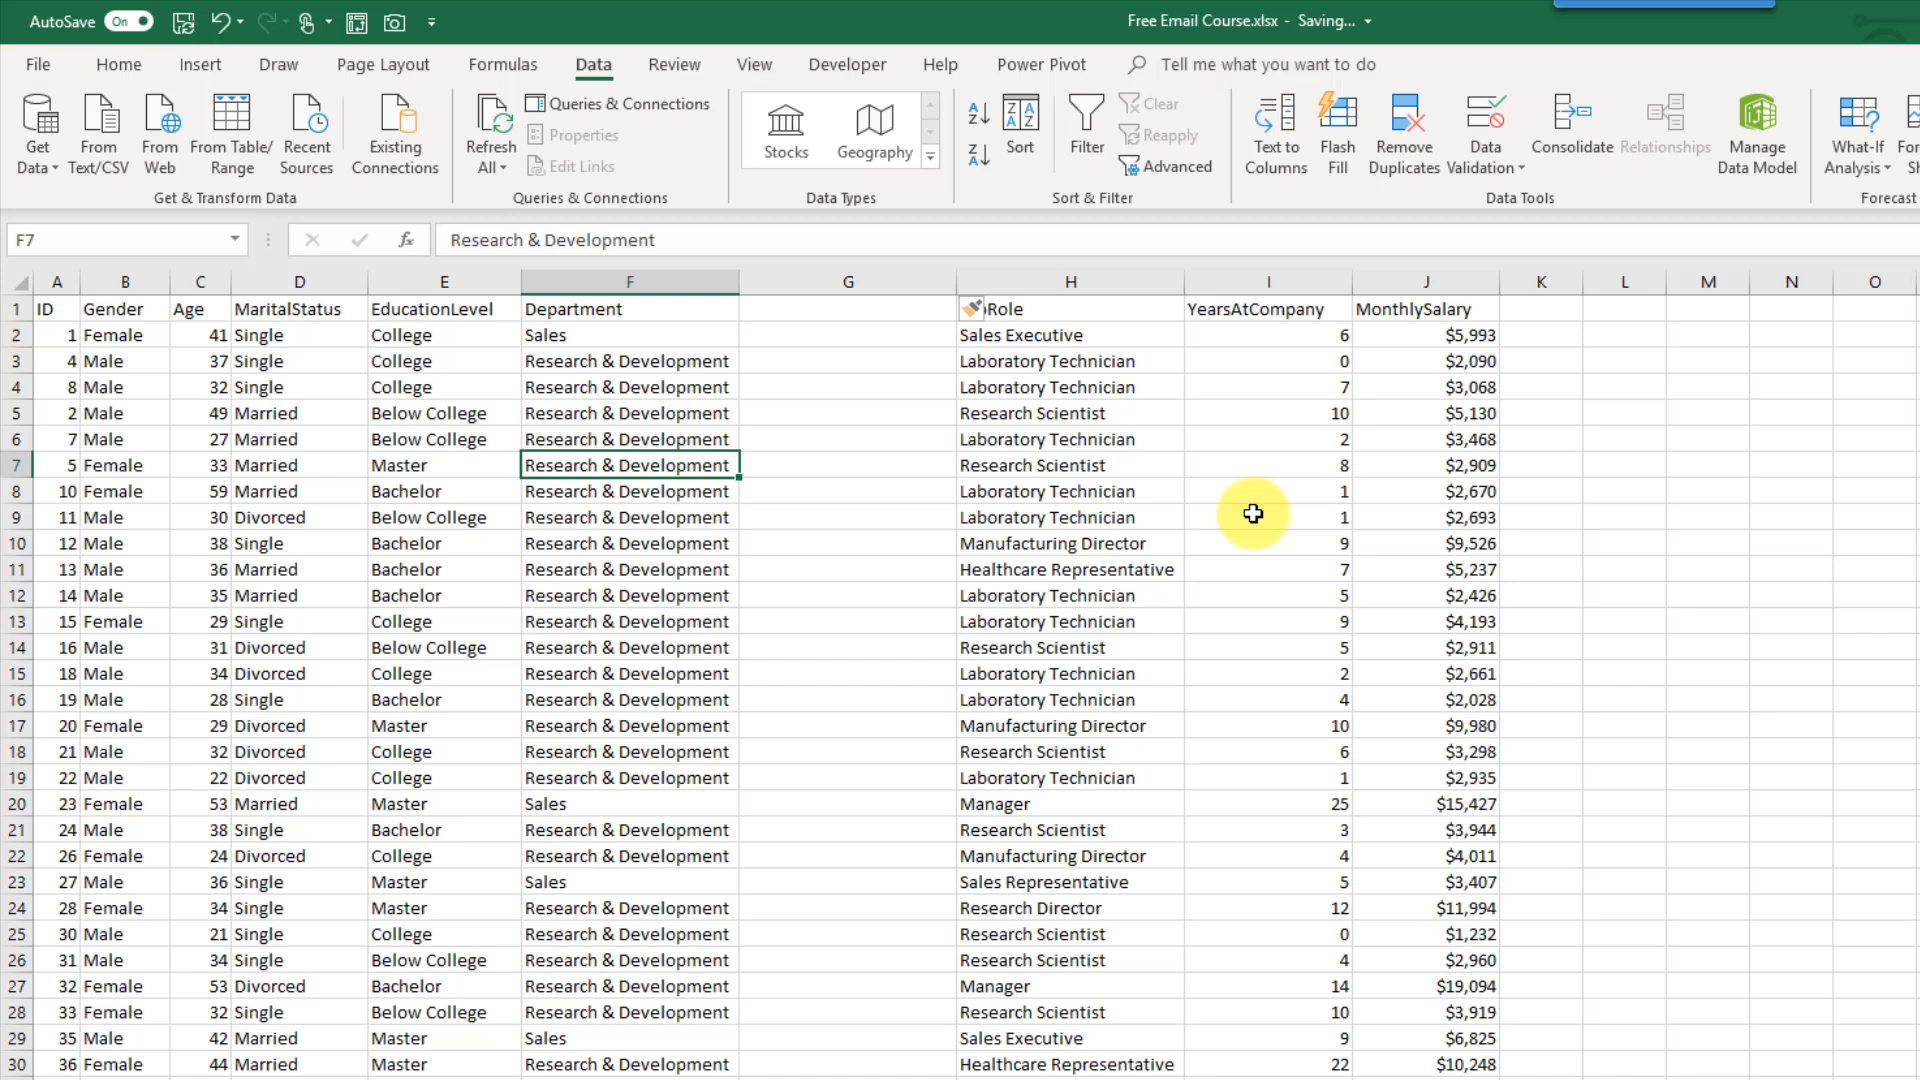 AutoSave On Free Email Course.xlsx - Saving...
File Home Insert Draw Page Layout Formulas Data Review View Developer Help Power Pivot Tell me what you want to do
Get Data
From Text/CSV
From Web
From Table/ Range
Recent Sources
Existing Connections
Get & Transform Data
Refresh All
Queries & Connections
Properties
Edit Links
Queries & Connections
Stocks
Geography
Data Types
Sort
Filter
Clear
Reapply
Advanced
Sort & Filter
Text to Columns
Flash Fill
Remove Duplicates
Data Validation
Consolidate
Relationships
Manage Data Model
Data Tools
What-If Analysis
Forecast
F7 fx Research & Development
A B C D E F G H I J K L M N O
1 ID Gender Age MaritalStatus EducationLevel Department Role YearsAtCompany MonthlySalary
2 1 Female 41 Single College Sales Sales Executive 6 $5,993
3 4 Male 37 Single College Research & Development Laboratory Technician 0 $2,090
4 8 Male 32 Single College Research & Development Laboratory Technician 7 $3,068
5 2 Male 49 Married Below College Research & Development Research Scientist 10 $5,130
6 7 Male 27 Married Below College Research & Development Laboratory Technician 2 $3,468
7 5 Female 33 Married Master Research & Development Research Scientist 8 $2,909
8 10 Female 59 Married Bachelor Research & Development Laboratory Technician 1 $2,670
9 11 Male 30 Divorced Below College Research & Development Laboratory Technician 1 $2,693
10 12 Male 38 Single Bachelor Research & Development Manufacturing Director 9 $9,526
11 13 Male 36 Married Bachelor Research & Development Healthcare Representative 7 $5,237
12 14 Male 35 Married Bachelor Research & Development Laboratory Technician 5 $2,426
13 15 Female 29 Single College Research & Development Laboratory Technician 9 $4,193
14 16 Male 31 Divorced Below College Research & Development Research Scientist 5 $2,911
15 18 Male 34 Divorced College Research & Development Laboratory Technician 2 $2,661
16 19 Male 28 Single Bachelor Research & Development Laboratory Technician 4 $2,028
17 20 Female 29 Divorced Master Research & Development Manufacturing Director 10 $9,980
18 21 Male 32 Divorced College Research & Development Research Scientist 6 $3,298
19 22 Male 22 Divorced College Research & Development Laboratory Technician 1 $2,935
20 23 Female 53 Married Master Sales Manager 25 $15,427
21 24 Male 38 Single Bachelor Research & Development Research Scientist 3 $3,944
22 26 Female 24 Divorced College Research & Development Manufacturing Director 4 $4,011
23 27 Male 36 Single Master Sales Sales Representative 5 $3,407
24 28 Female 34 Single Master Research & Development Research Director 12 $11,994
25 30 Male 21 Single College Research & Development Research Scientist 0 $1,232
26 31 Male 34 Single Below College Research & Development Research Scientist 4 $2,960
27 32 Female 53 Divorced Bachelor Research & Development Manager 14 $19,094
28 33 Female 32 Single Below College Research & Development Research Scientist 10 $3,919
29 35 Male 42 Married Master Sales Sales Executive 9 $6,825
30 36 Female 44 Married Master Research & Development Healthcare Representative 22 $10,248